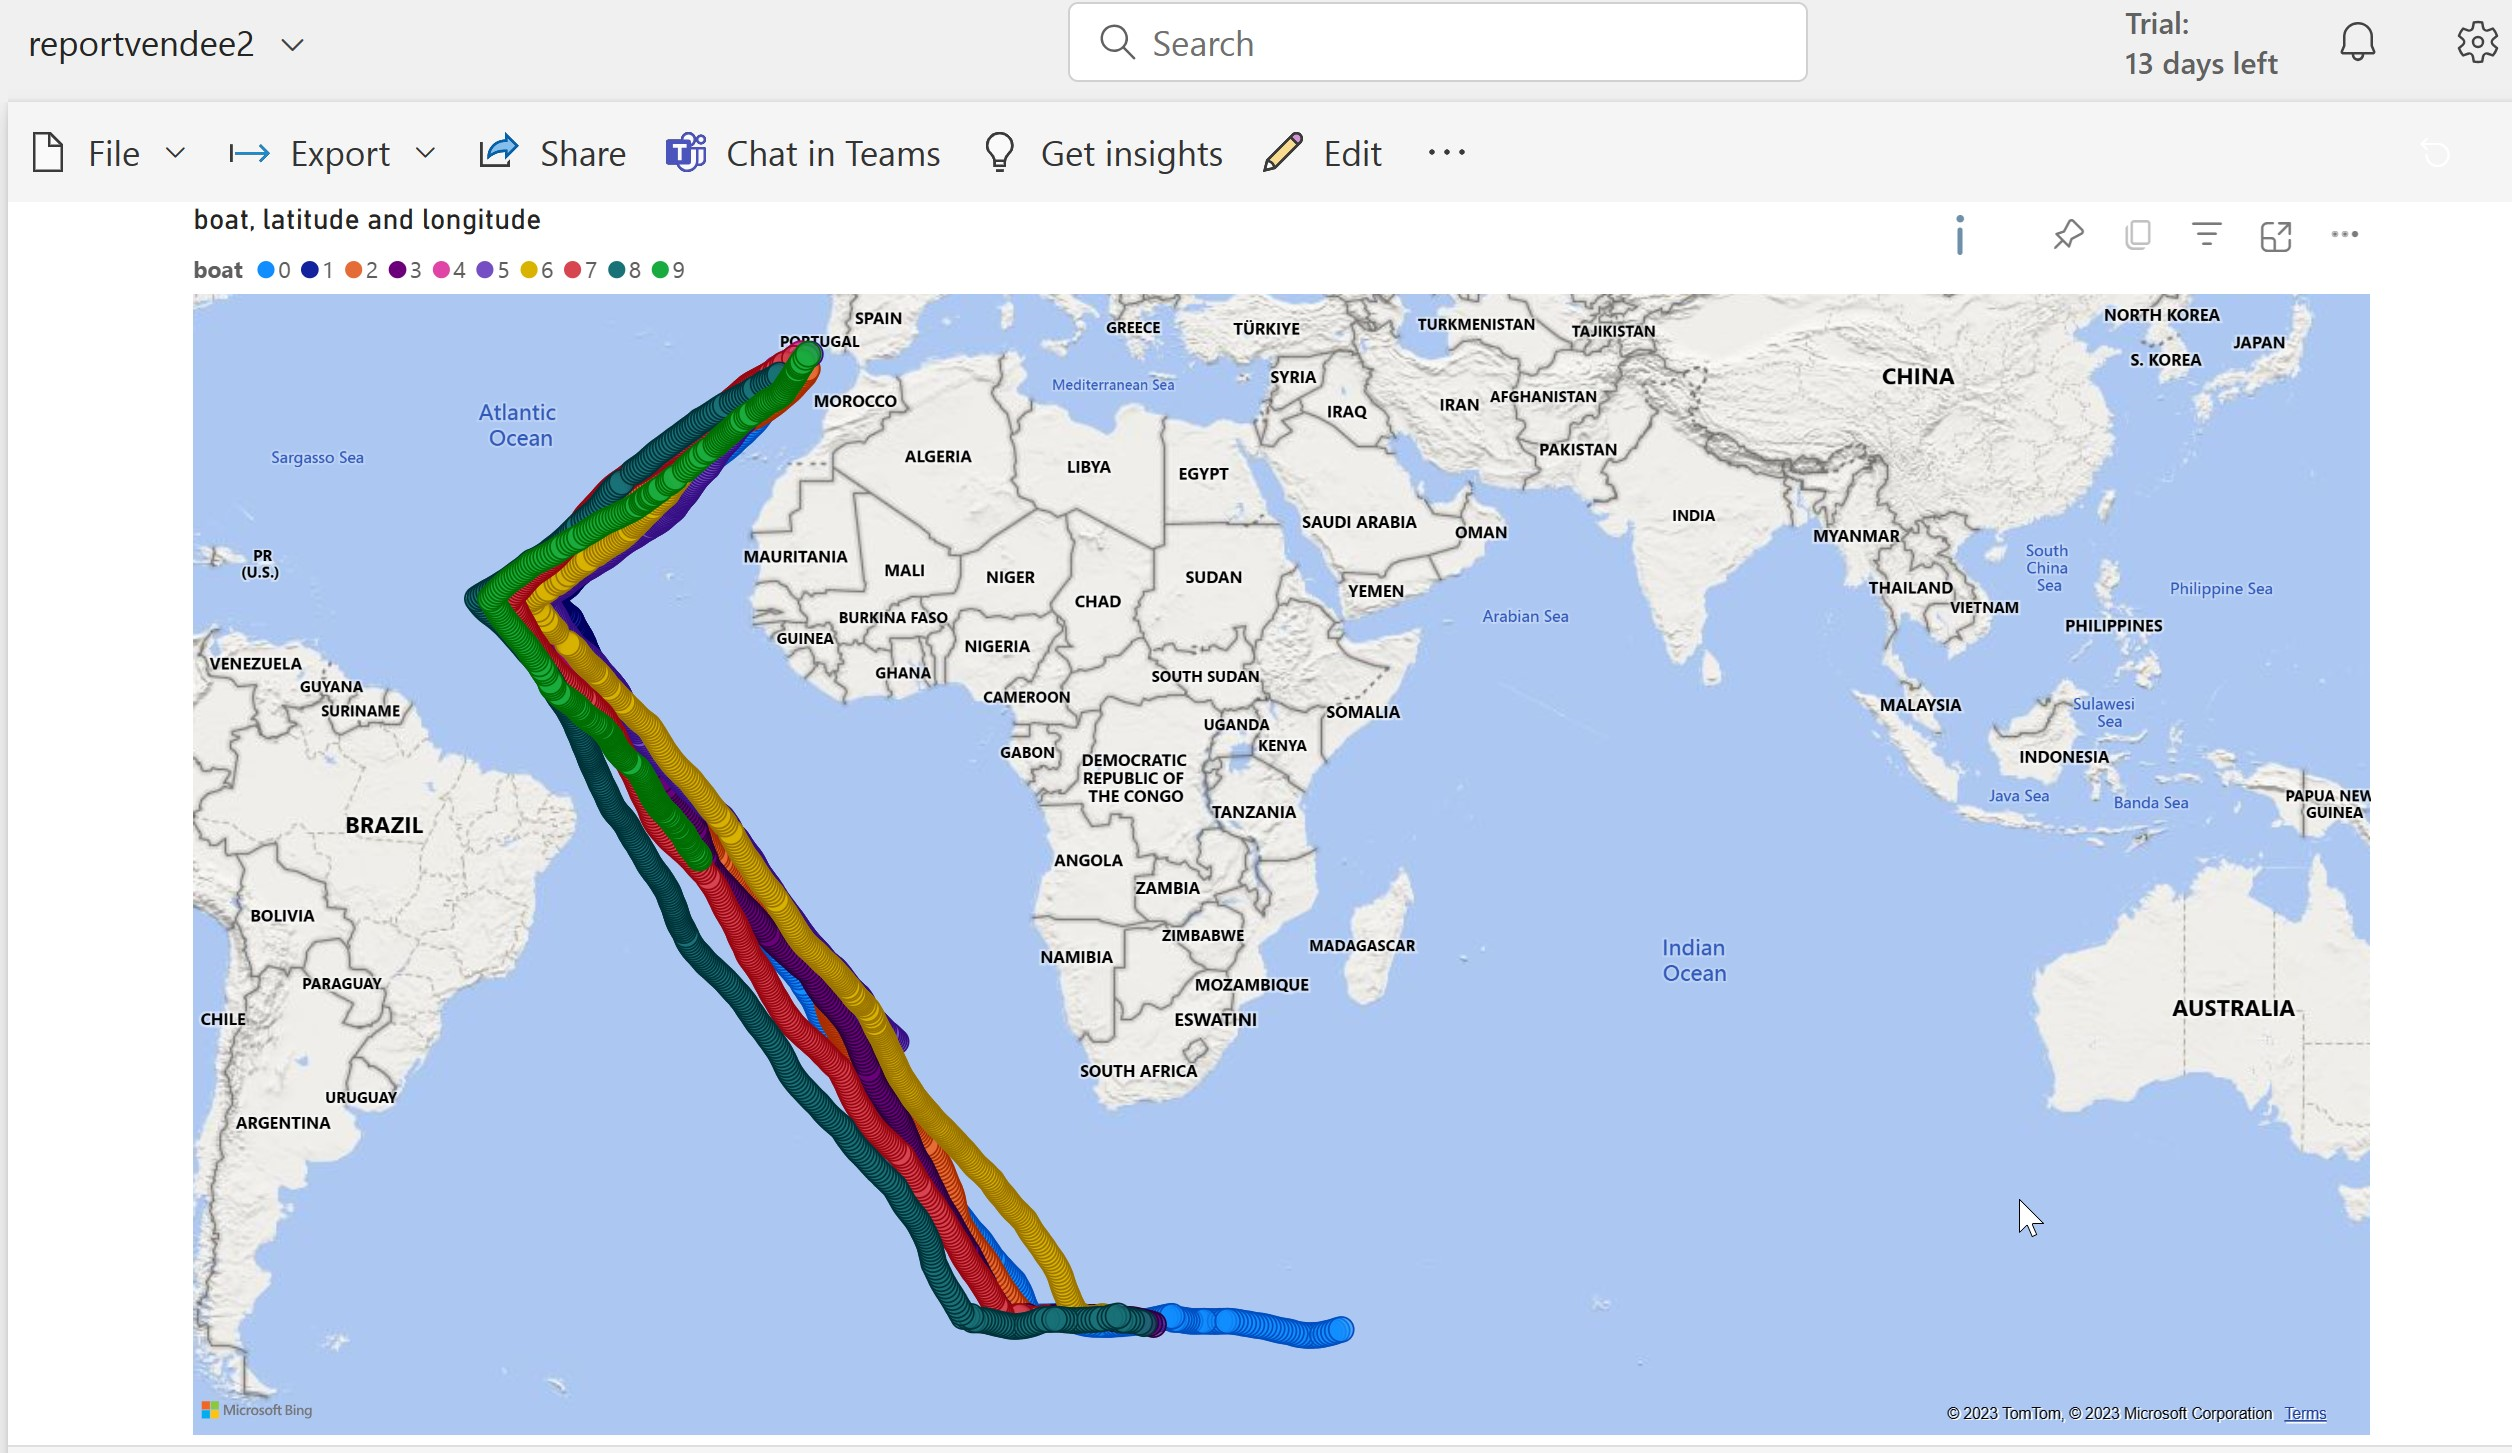 reportvendee2
Search
Trial:
13 days left
File
Export
Share
Chat in Teams
Get insights
Edit
boat, latitude and longitude
boat 0 1 2 3 4 5 6 7 8 9
SPAIN
PORTUGAL
GREECE
TÜRKIYE
TURKMENISTAN
TAJIKISTAN
NORTH KOREA
JAPAN
S. KOREA
Mediterranean Sea
SYRIA
CHINA
Atlantic
Ocean
MOROCCO
IRAQ
IRAN
AFGHANISTAN
Sargasso Sea
ALGERIA
LIBYA
EGYPT
PAKISTAN
SAUDI ARABIA
OMAN
INDIA
MYANMAR
PR
(U.S.)
MAURITANIA
MALI
NIGER
CHAD
SUDAN
YEMEN
South
China
Sea
Philippine Sea
THAILAND
VIETNAM
BURKINA FASO
GUINEA
NIGERIA
GHANA
Arabian Sea
PHILIPPINES
VENEZUELA
GUYANA
SURINAME
CAMEROON
SOUTH SUDAN
SOMALIA
UGANDA
KENYA
GABON
DEMOCRATIC
REPUBLIC OF
THE CONGO
MALAYSIA
Sulawesi
Sea
INDONESIA
Java Sea
Banda Sea
PAPUA NEW
GUINEA
BRAZIL
TANZANIA
ANGOLA
ZAMBIA
BOLIVIA
ZIMBABWE
MADAGASCAR
NAMIBIA
Indian
Ocean
PARAGUAY
MOZAMBIQUE
CHILE
ESWATINI
AUSTRALIA
SOUTH AFRICA
URUGUAY
ARGENTINA
Microsoft Bing
© 2023 TomTom, © 2023 Microsoft Corporation Terms